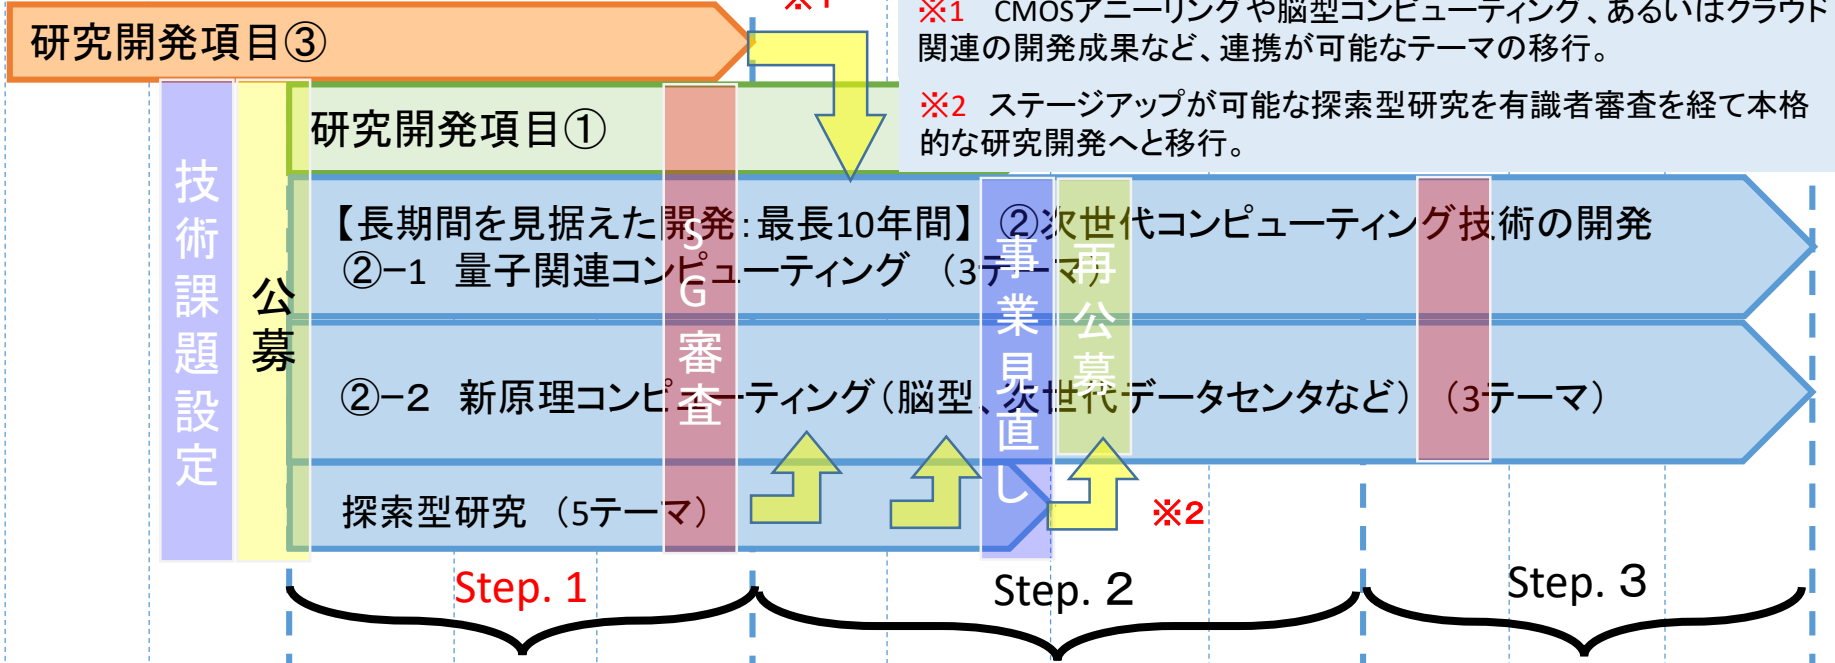 ※1
研究開発項目③
※1 CMOSアニーリングや脳型コンピューティング、あるいはクラウド
関連の開発成果など、連携が可能なテーマの移行。
※2 ステージアップが可能な探索型研究を有識者審査を経て本格
的な研究開発へと移行。
研究開発項目①
技術課題設定
公募
【長期間を見据えた開発：最長10年間】 ②次世代コンピューティング技術の開発
②−1 量子関連コンピューティング （3テーマ）
SG審査
事業見直し
再公募
②−２ 新原理コンピューティング（脳型、次世代データセンタなど） （3テーマ）
探索型研究 （5テーマ）
※２
Step. 1
Step. ２
Step. ３